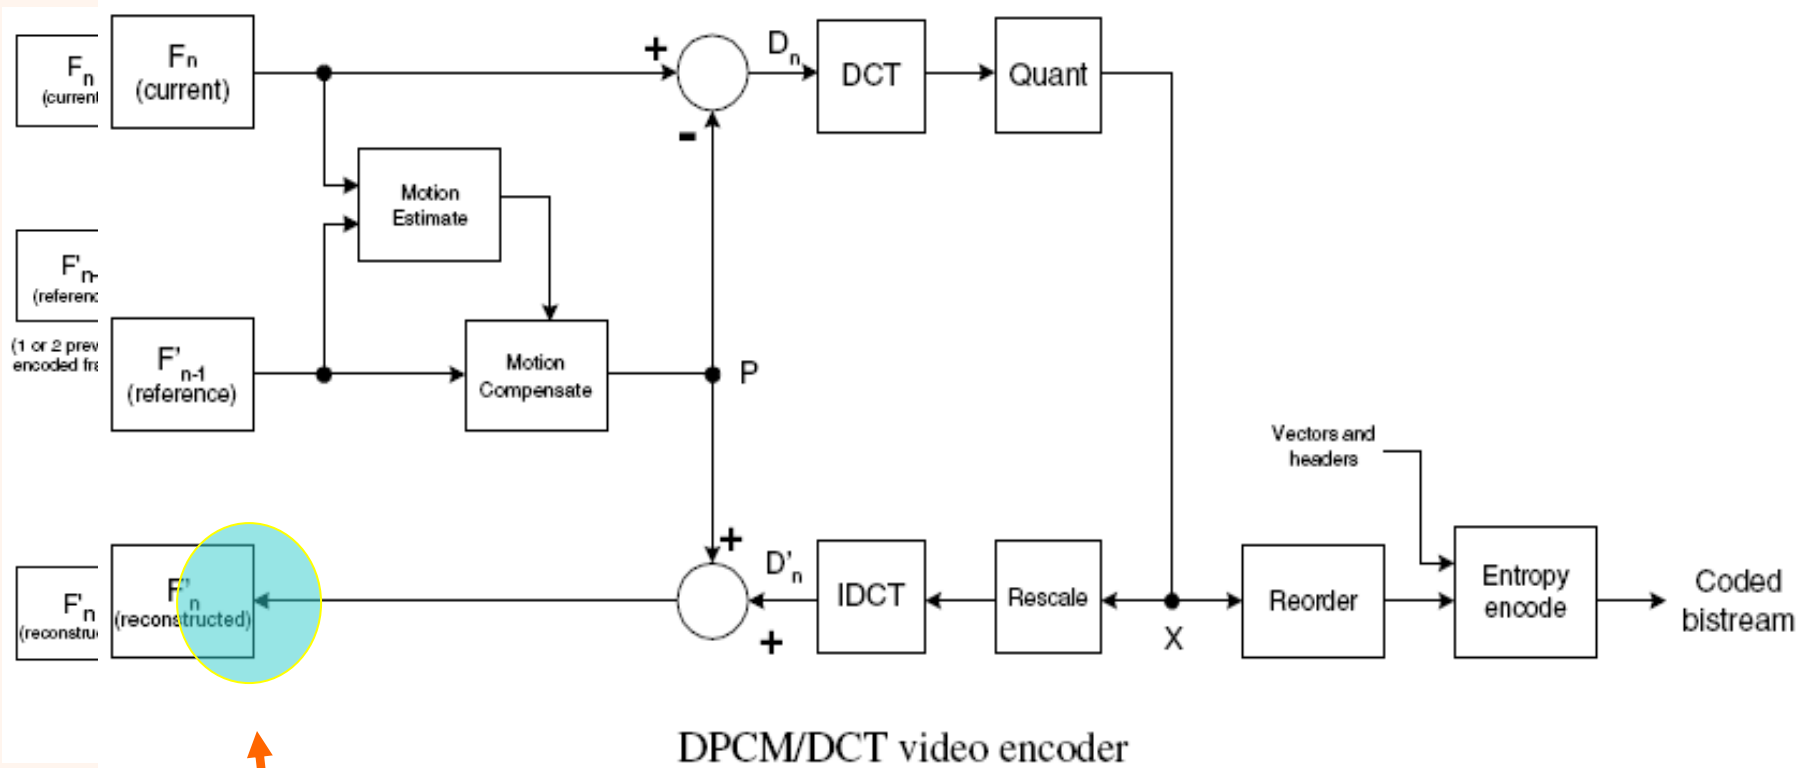 Fn
(current
F'n-
(referenc
(1 or 2 prev
encoded fra
F'n
(reconstru
Fn
(current)
+
-
Dn
DCT
Quant
Motion
Estimate
F'n-1
(reference)
Motion
Compensate
P
Vectors and
headers
F'n
(reconstructed)
+
+
D'n
IDCT
Rescale
X
Reorder
Entropy
encode
Coded
bistream
DPCM/DCT video encoder